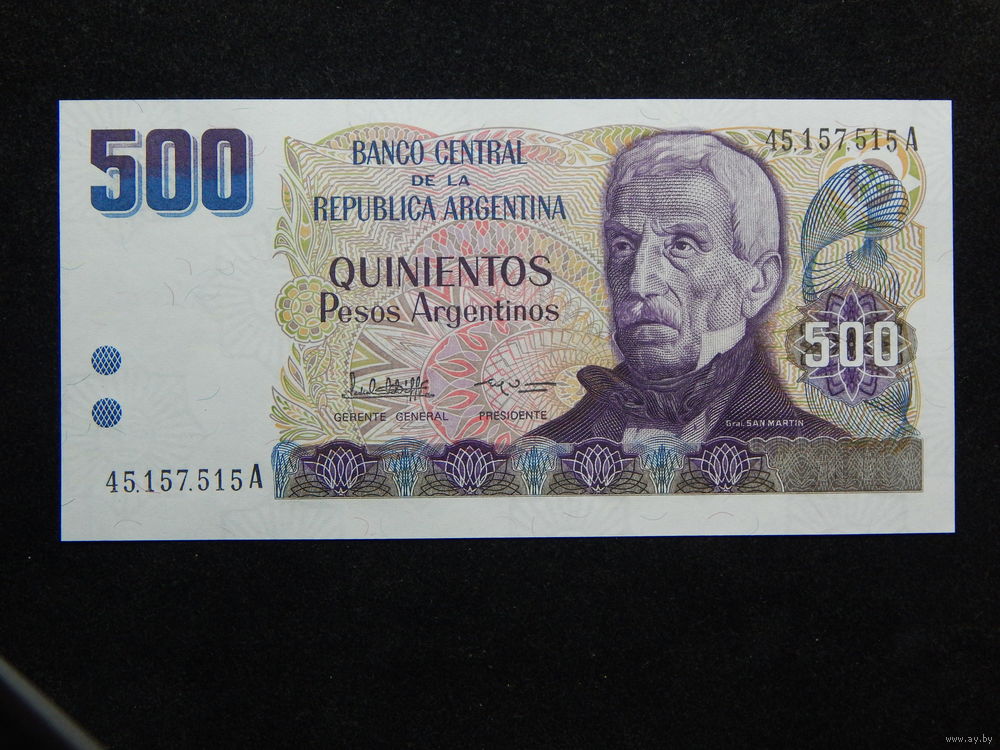 500
BANCO CENTRAL
DE LA
REPUBLICA ARGENTINA
45.157.515 A
QUINIENTOS
Pesos Argentinos
500
GERENTE GENERAL
PRESIDENTE
Gral. SAN MARTIN
45.157.515 A
www.ay.by